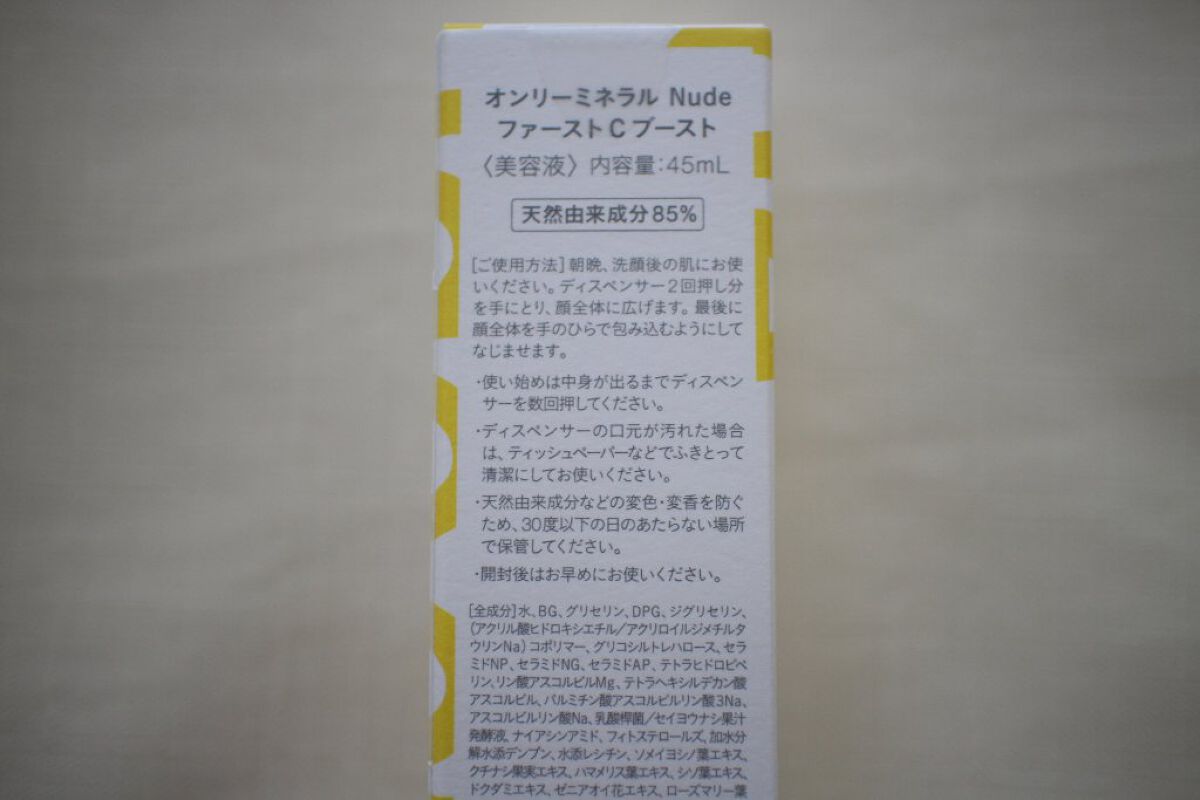 オンリーミネラル Nude
ファーストCブースト
〈美容液〉内容量:45mL
天然由来成分85%
[ご使用方法]朝晩、洗顔後の肌にお使
いください。ディスペンサー2回押し分
を手にとり、顔全体に広げます。最後に
顔全体を手のひらで包み込むようにして
なじませます。
・使い始めは中身が出るまでディスペン
サーを数回押してください。
・ディスペンサーの口元が汚れた場合
は、ティッシュペーパーなどでふきとって
清潔にしてお使いください。
・天然由来成分などの変色・変香を防ぐ
ため、30度以下の日のあたらない場所
で保管してください。
・開封後はお早めにお使いください。
[全成分]水、BG、グリセリン、DPG、ジグリセリン、
(アクリル酸ヒドロキシエチル/アクリロイルジメチルタ
ウリンNa)コポリマー、グリコシルトレハロース、セラ
ミドNP、セラミドNG、セラミドAP、テトラヒドロピペ
リン、リン酸アスコルビルMg、テトラヘキシルデカン酸
アスコルビル、パルミチン酸アスコルビルリン酸3Na、
アスコルビルリン酸Na、乳酸桿菌/セイヨウナシ果汁
発酵液、ナイアシンアミド、フィトステロールズ、加水分
解水添デンプン、水添レシチン、ソメイヨシノ葉エキス、
クチナシ果実エキス、ハマメリス葉エキス、シソ葉エキス、
ドクダミエキス、ゼニアオイ花エキス、ローズマリー葉